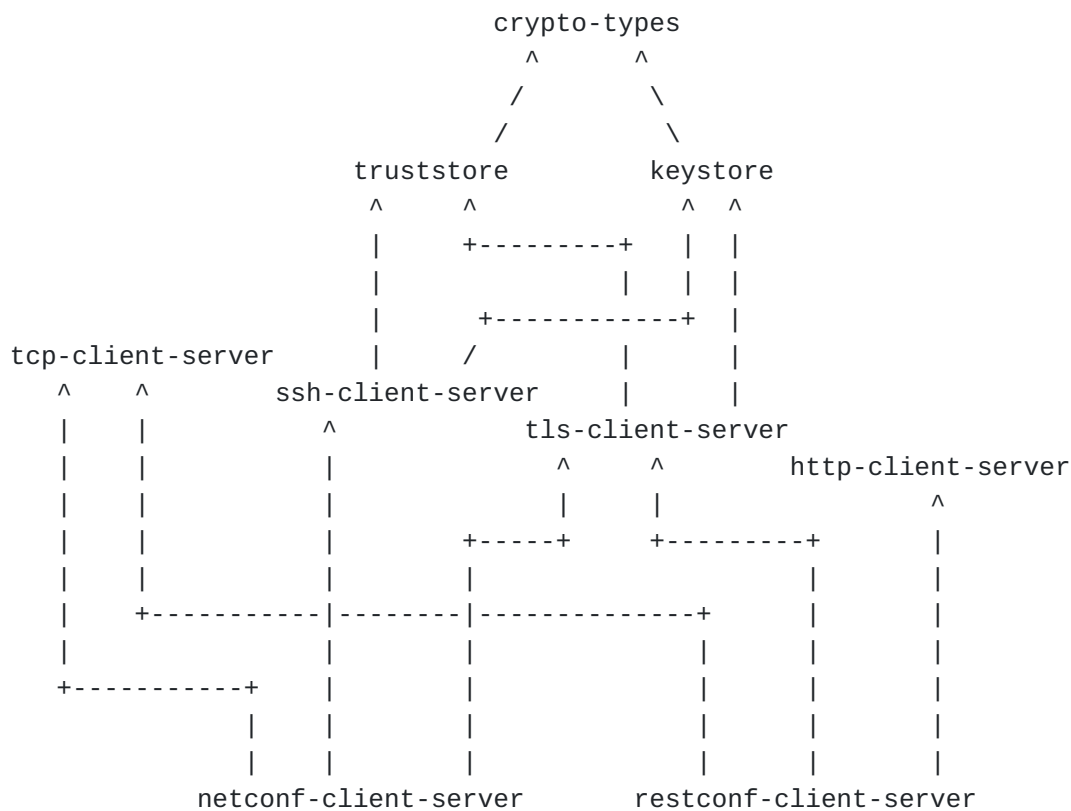 crypto-types
truststore keystore
tcp-client-server
ssh-client-server
tls-client-server
http-client-server
netconf-client-server restconf-client-server